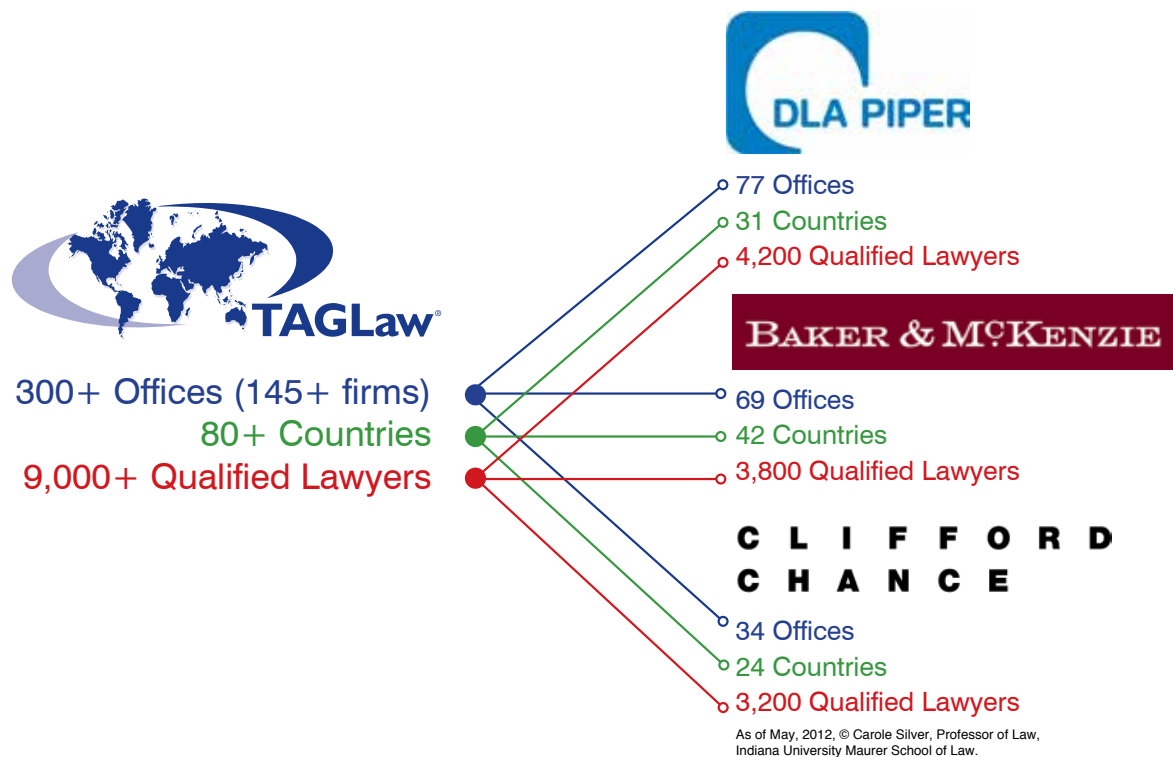 DLA PIPER
77 Offices
31 Countries
4,200 Qualified Lawyers
TAGLaw®
300+ Offices (145+ firms)
80+ Countries
9,000+ Qualified Lawyers
BAKER & McKENZIE
69 Offices
42 Countries
3,800 Qualified Lawyers
CLIFFORD
CHANCE
34 Offices
24 Countries
3,200 Qualified Lawyers
As of May, 2012, © Carole Silver, Professor of Law,
Indiana University Maurer School of Law.